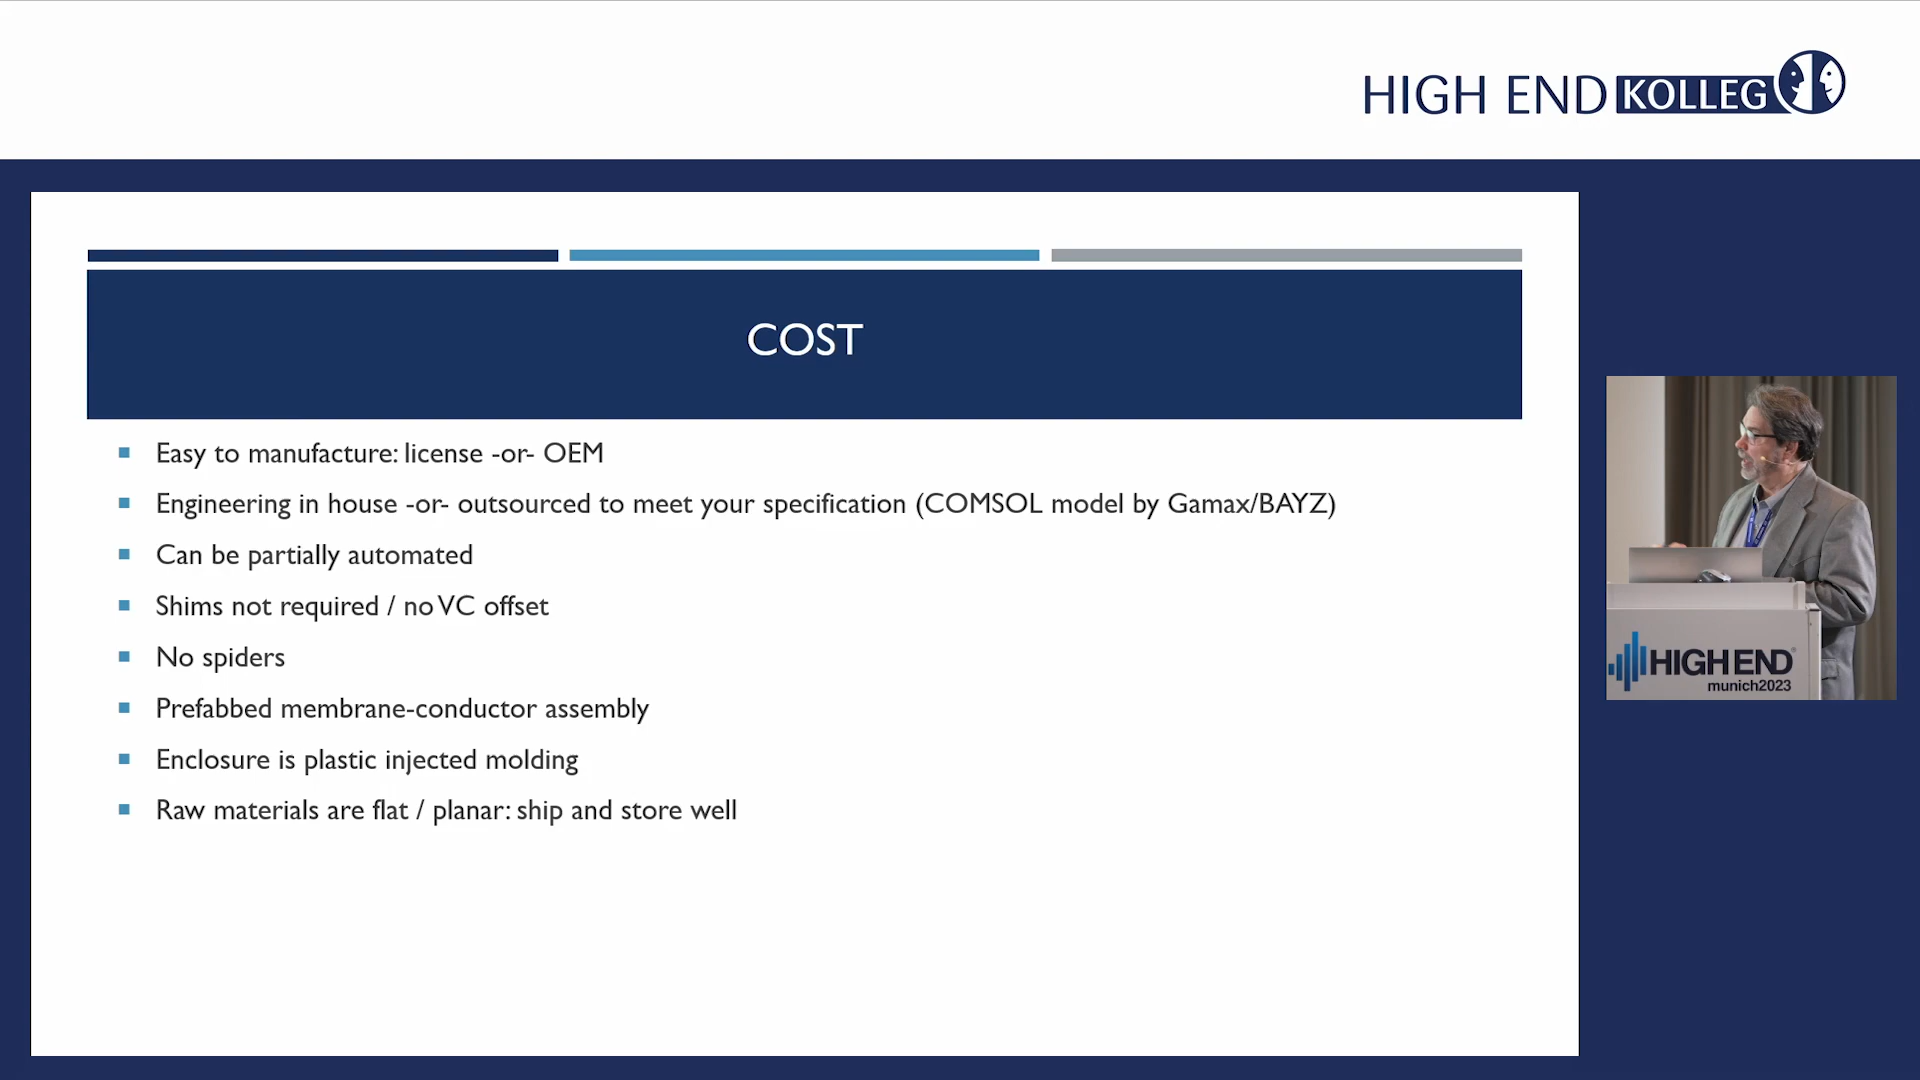 HIGH END KOLLEG
COST
Easy to manufacture: license -or- OEM
Engineering in house -or- outsourced to meet your specification (COMSOL model by Gamax/BAYZ)
Can be partially automated
Shims not required / no VC offset
No spiders
Prefabbed membrane-conductor assembly
Enclosure is plastic injected molding
Raw materials are flat / planar: ship and store well
HIGH END®
munich2023